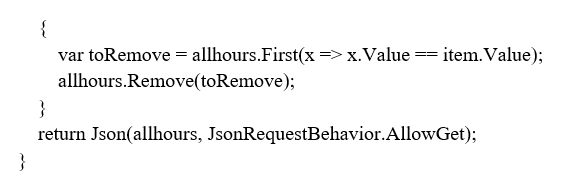 {
var toRemove = allhours.First(x => x.Value == item.Value);
allhours.Remove(toRemove);
}
return Json(allhours, JsonRequestBehavior.AllowGet);
}